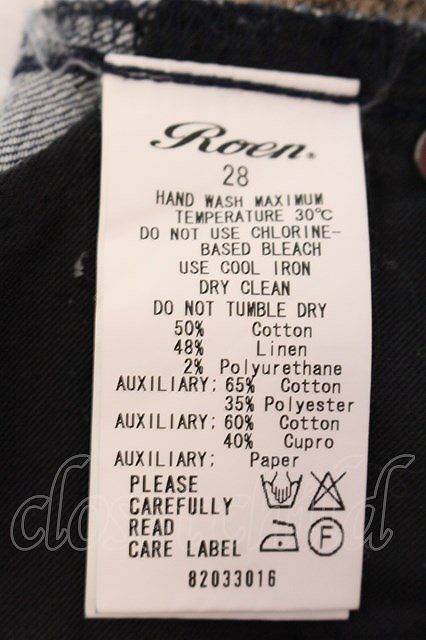 Roen.
28
HAND WASH MAXIMUM
TEMPERATURE 30℃
DO NOT USE CHLORINE-
BASED BLEACH
USE COOL IRON
DRY CLEAN
DO NOT TUMBLE DRY
50% Cotton
48% Linen
2% Polyurethane
AUXILIARY; 65% Cotton
35% Polyester
AUXILIARY; 60% Cotton
40% Cupro
AUXILIARY; Paper
PLEASE
CAREFULLY
READ
CARE LABEL
F
82033016